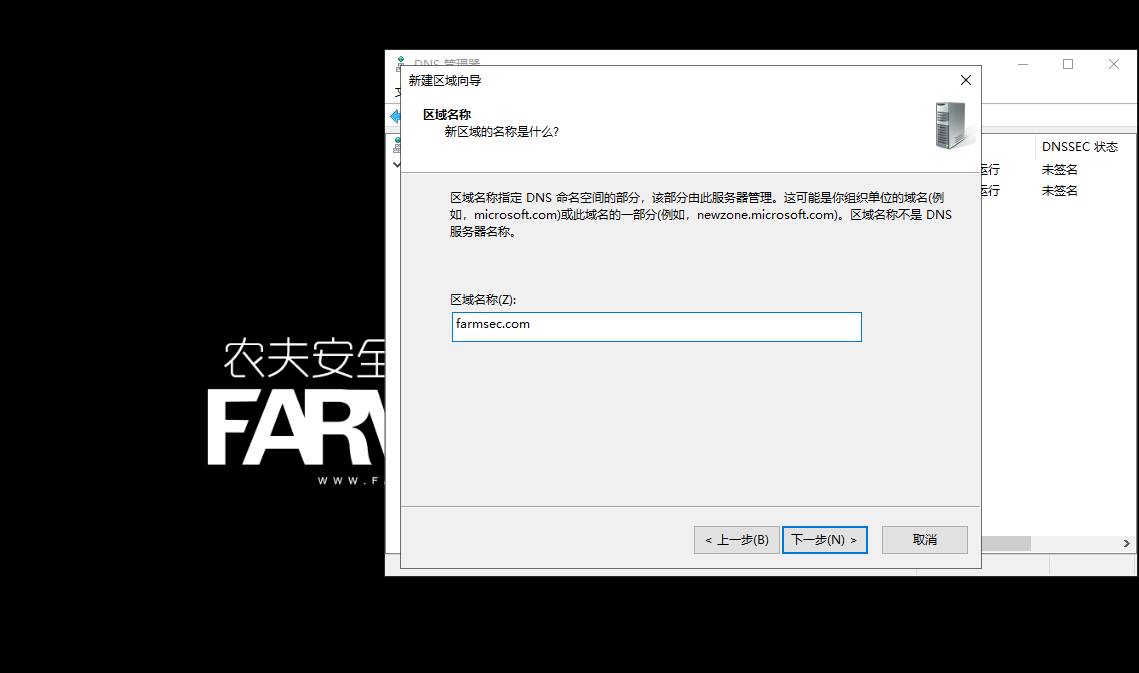 DNS 管理器
新建区域向导
区域名称
新区域的名称是什么?
DNSSEC 状态
运行
未签名
运行
未签名
区域名称指定 DNS 命名空间的部分，该部分由此服务器管理。这可能是你组织单位的域名(例
如，microsoft.com)或此域名的一部分(例如，newzone.microsoft.com)。区域名称不是 DNS
服务器名称。
区域名称(Z):
farmsec.com
农夫安全
FAR
WWW.F
< 上一步(B)
下一步(N) >
取消